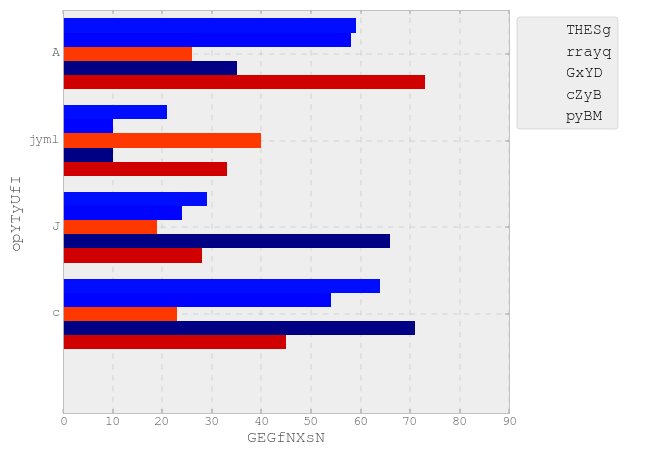 A
jyml
J
c
opYTyUfI
0 10 20 30 40 50 60 70 80 90
GEGfNXsN
THESg
rrayq
GxYD
cZyB
pyBM